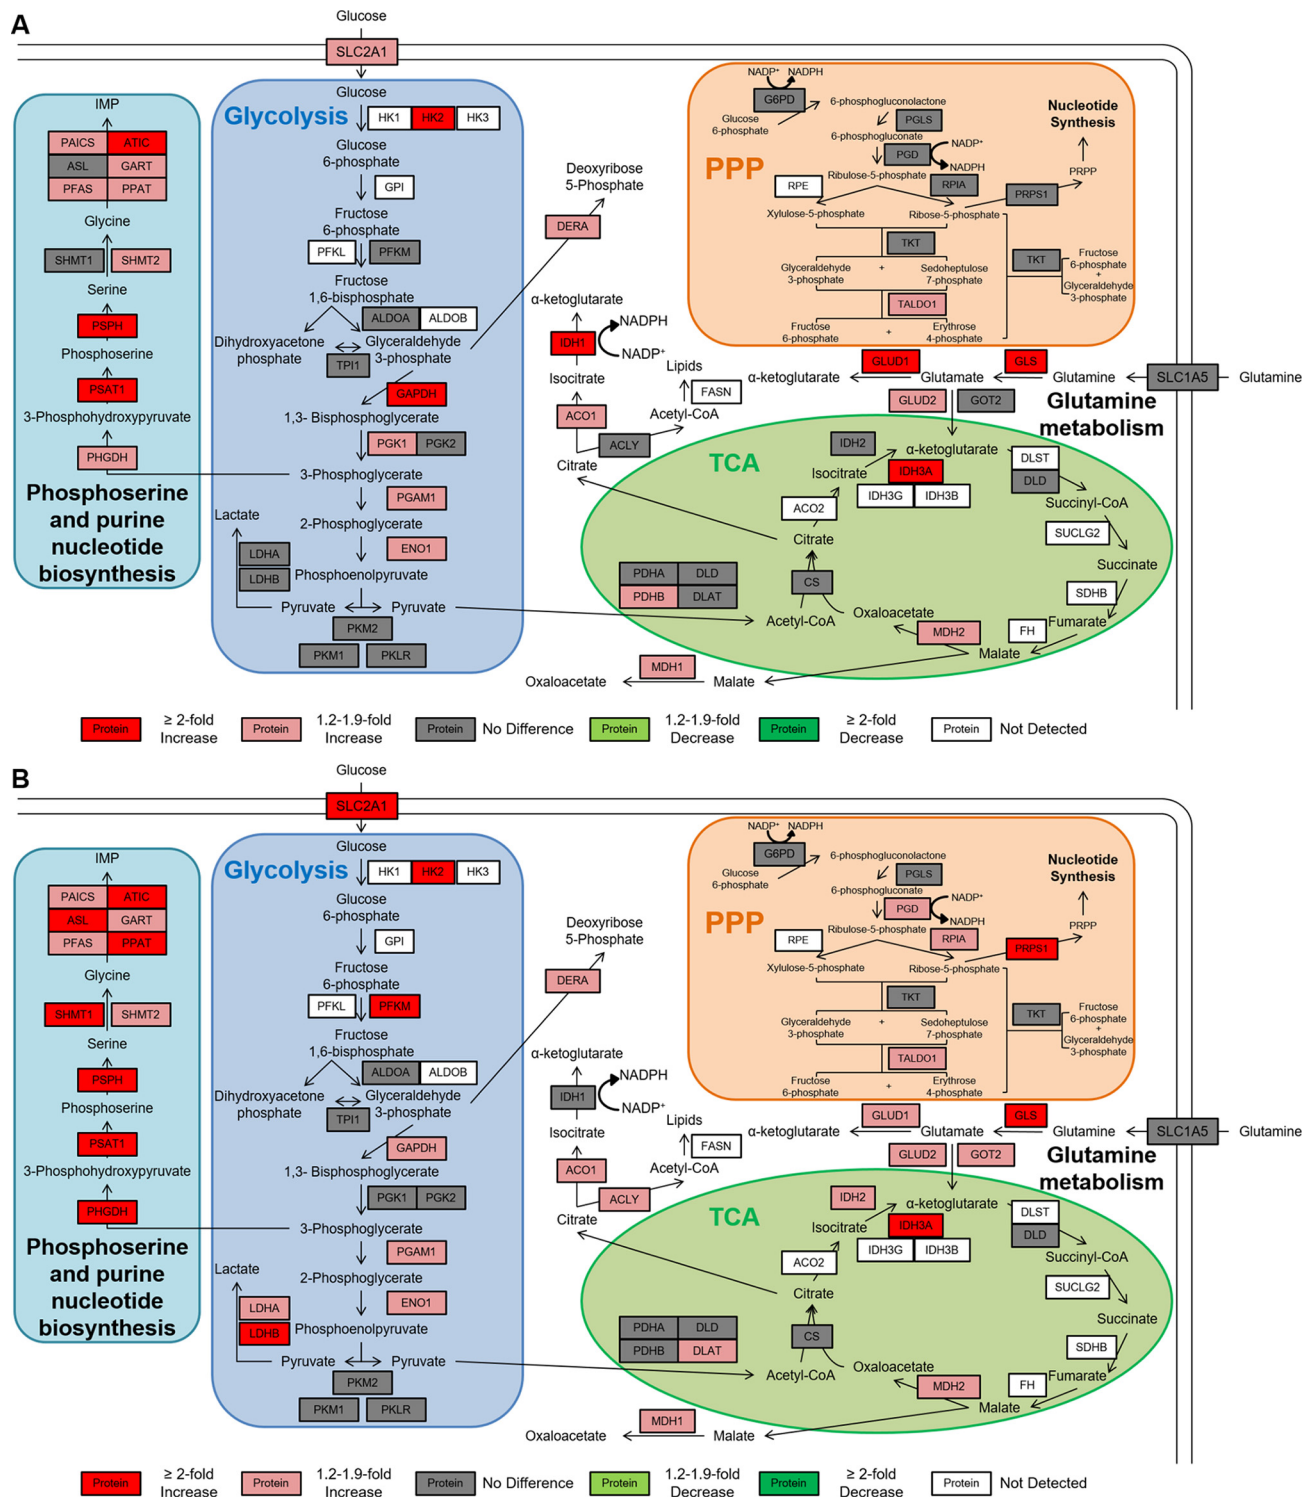 A
Glucose
SLC2A1
Glucose
Glycolysis
HK1 HK2 HK3
Glucose
6-phosphate
GPI
Fructose
6-phosphate
PFKL PFKM
Fructose
1,6-bisphosphate
ALDOA ALDOB
Dihydroxyacetone
phosphate
Glyceraldehyde
3-phosphate
TPI1
GAPDH
1,3- Bisphosphoglycerate
PGK1 PGK2
3-Phosphoglycerate
PGAM1
2-Phosphoglycerate
ENO1
Lactate
LDHA
LDHB
Phosphoenolpyruvate
Pyruvate
Pyruvate
PKM2
PKM1
PKLR
IMP
PAICS ATIC
ASL GART
PFAS PPAT
Glycine
SHMT1 SHMT2
Serine
PSPH
Phosphoserine
PSAT1
3-Phosphohydroxypyruvate
PHGDH
Phosphoserine
and purine
nucleotide
biosynthesis
Deoxyribose
5-Phosphate
DERA
α-ketoglutarate
NADPH
IDH1
NADP⁺
Isocitrate
ACO1
Citrate
Lipids
FASN
Acetyl-CoA
ACLY
PPP
NADP⁺ NADPH
G6PD
Glucose
6-phosphate
6-phosphogluconolactone
PGLS
6-phosphogluconate
PGD
NADP⁺
NADPH
Ribulose-5-phosphate
RPE
RPIA
Xylulose-5-phosphate
Ribose-5-phosphate
PRPS1
PRPP
Nucleotide
Synthesis
TKT
Glyceraldehyde
3-phosphate
+
Sedoheptulose
7-phosphate
TALDO1
Fructose
6-phosphate
+
Erythrose
4-phosphate
TKT
Fructose
6-phosphate
+
Glyceraldehyde
3-phosphate
GLUD1
GLS
α-ketoglutarate
Glutamate
Glutamine
SLC1A5
Glutamine
GLUD2
GOT2
Glutamine
metabolism
TCA
IDH2
α-ketoglutarate
Isocitrate
IDH3A
IDH3G IDH3B
DLST
DLD
Succinyl-CoA
ACO2
SUCLG2
Citrate
Succinate
PDHA DLD
PDHB DLAT
CS
SDHB
Acetyl-CoA
Oxaloacetate
MDH2
FH
Fumarate
Malate
MDH1
Oxaloacetate
Malate
Protein ≥ 2-fold
Increase
Protein 1.2-1.9-fold
Increase
Protein No Difference
Protein 1.2-1.9-fold
Decrease
Protein ≥ 2-fold
Decrease
Protein Not Detected
B
Glucose
SLC2A1
Glucose
Glycolysis
HK1 HK2 HK3
Glucose
6-phosphate
GPI
Fructose
6-phosphate
PFKL PFKM
Fructose
1,6-bisphosphate
ALDOA ALDOB
Dihydroxyacetone
phosphate
Glyceraldehyde
3-phosphate
TPI1
GAPDH
1,3- Bisphosphoglycerate
PGK1 PGK2
3-Phosphoglycerate
PGAM1
2-Phosphoglycerate
ENO1
Lactate
LDHA
LDHB
Phosphoenolpyruvate
Pyruvate
Pyruvate
PKM2
PKM1
PKLR
IMP
PAICS ATIC
ASL GART
PFAS PPAT
Glycine
SHMT1 SHMT2
Serine
PSPH
Phosphoserine
PSAT1
3-Phosphohydroxypyruvate
PHGDH
Phosphoserine
and purine
nucleotide
biosynthesis
Deoxyribose
5-Phosphate
DERA
α-ketoglutarate
NADPH
IDH1
NADP⁺
Isocitrate
ACO1
Citrate
Lipids
FASN
Acetyl-CoA
ACLY
PPP
NADP⁺ NADPH
G6PD
Glucose
6-phosphate
6-phosphogluconolactone
PGLS
6-phosphogluconate
PGD
NADP⁺
NADPH
Ribulose-5-phosphate
RPE
RPIA
Xylulose-5-phosphate
Ribose-5-phosphate
PRPS1
PRPP
Nucleotide
Synthesis
TKT
Glyceraldehyde
3-phosphate
+
Sedoheptulose
7-phosphate
TALDO1
Fructose
6-phosphate
+
Erythrose
4-phosphate
TKT
Fructose
6-phosphate
+
Glyceraldehyde
3-phosphate
GLUD1
GLS
α-ketoglutarate
Glutamate
Glutamine
SLC1A5
Glutamine
GLUD2
GOT2
Glutamine
metabolism
TCA
IDH2
α-ketoglutarate
Isocitrate
IDH3A
IDH3G IDH3B
DLST
DLD
Succinyl-CoA
ACO2
SUCLG2
Citrate
Succinate
PDHA DLD
PDHB DLAT
CS
SDHB
Acetyl-CoA
Oxaloacetate
MDH2
FH
Fumarate
Malate
MDH1
Oxaloacetate
Malate
Protein ≥ 2-fold
Increase
Protein 1.2-1.9-fold
Increase
Protein No Difference
Protein 1.2-1.9-fold
Decrease
Protein ≥ 2-fold
Decrease
Protein Not Detected